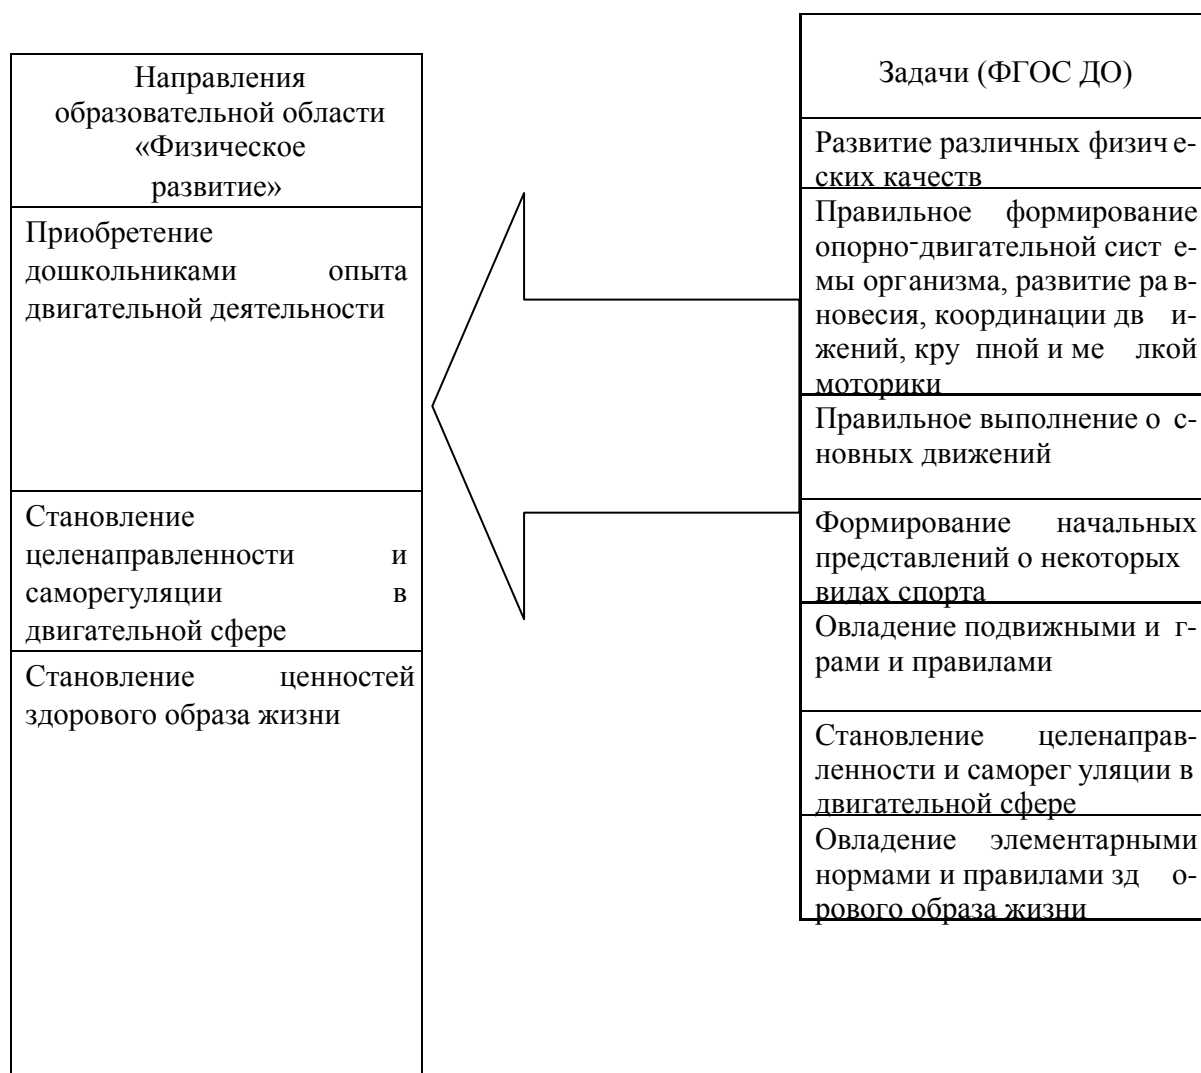 Направления
образовательной области
«Физическое
развитие»
Приобретение
дошкольниками опыта
двигательной деятельности
Становление
целенаправленности и
саморегуляции в
двигательной сфере
Становление ценностей
здорового образа жизни
Задачи (ФГОС ДО)
Развитие различных физич е-
ских качеств
Правильное формирование
опорно-двигательной сист е-
мы организма, развитие ра в-
новесия, координации дв и-
жений, кру пной и ме лкой
моторики
Правильное выполнение о с-
новных движений
Формирование начальных
представлений о некоторых
видах спорта
Овладение подвижными и г-
рами и правилами
Становление целенаправ-
ленности и саморег уляции в
двигательной сфере
Овладение элементарными
нормами и правилами зд о-
рового образа жизни